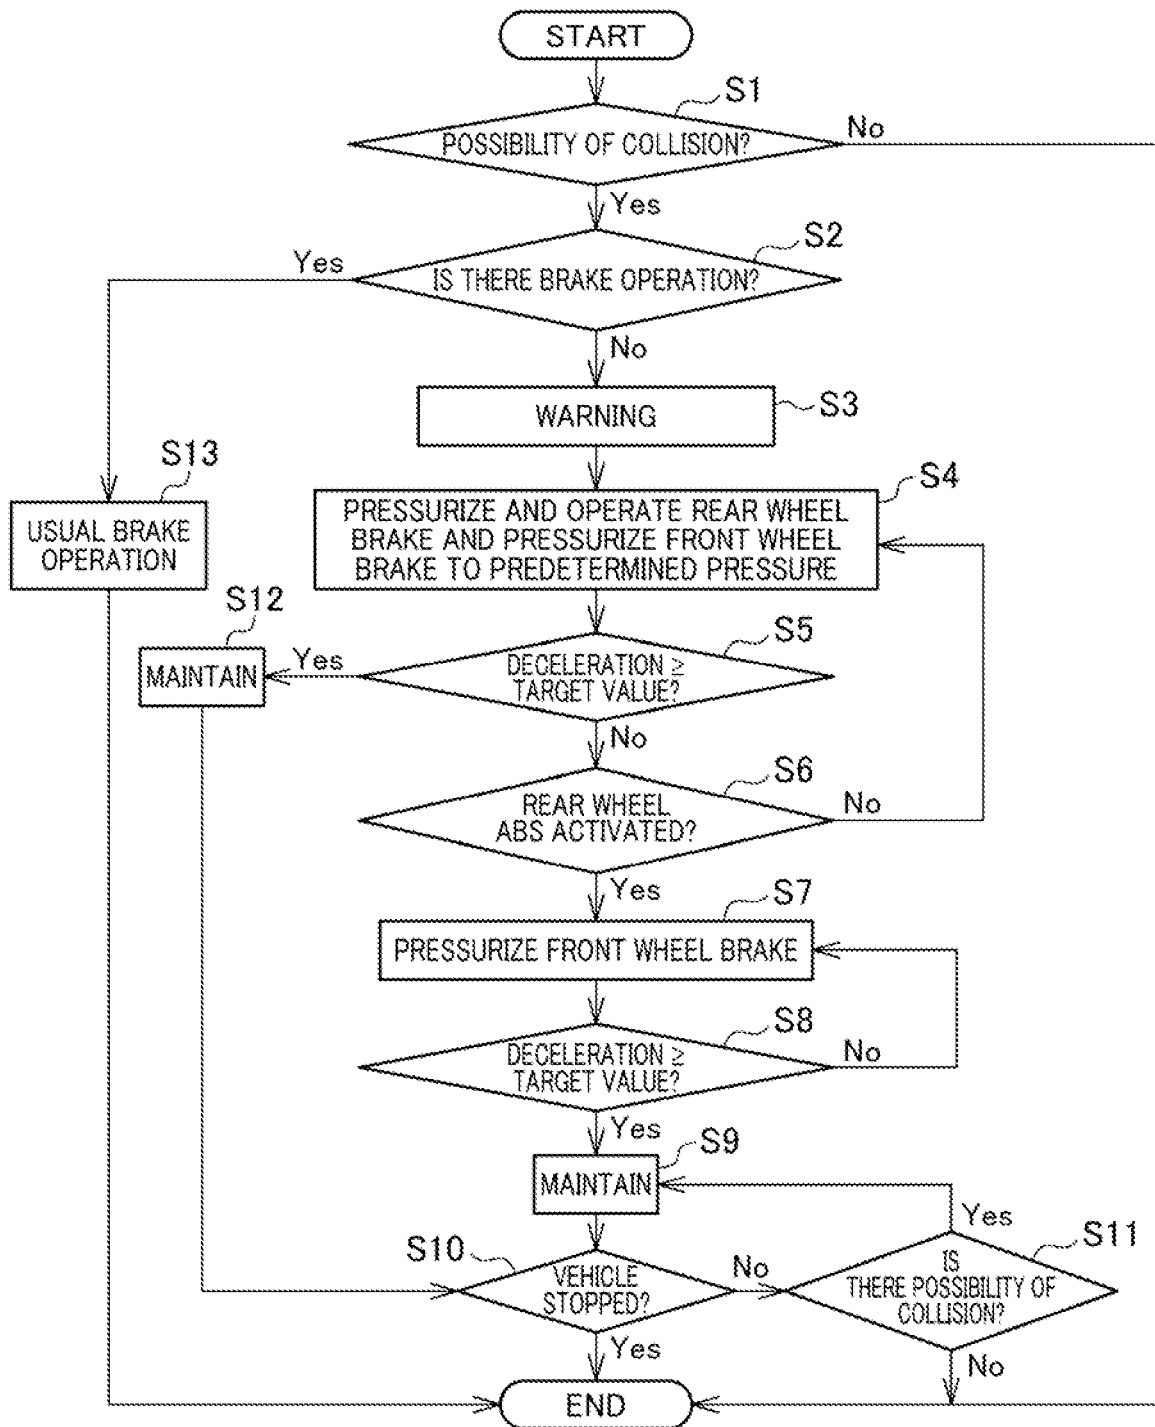 START
S1
POSSIBILITY OF COLLISION?
No
Yes
S2
Yes
IS THERE BRAKE OPERATION?
No
WARNING
S3
S13
USUAL BRAKE
OPERATION
S4
PRESSURIZE AND OPERATE REAR WHEEL
BRAKE AND PRESSURIZE FRONT WHEEL
BRAKE TO PREDETERMINED PRESSURE
S12
MAINTAIN
Yes
S5
DECELERATION ≥
TARGET VALUE?
No
S6
REAR WHEEL
ABS ACTIVATED?
No
Yes
S7
PRESSURIZE FRONT WHEEL BRAKE
S8
DECELERATION ≥
TARGET VALUE?
No
Yes
S9
MAINTAIN
S10
VEHICLE
STOPPED?
No
Yes
S11
IS
THERE POSSIBILITY OF
COLLISION?
Yes
No
END